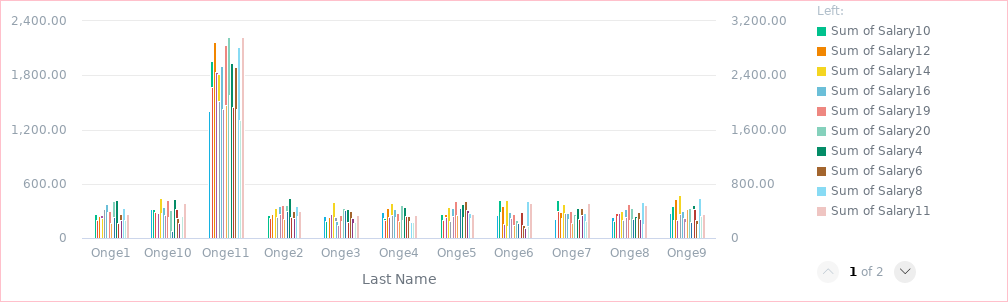 2,400.00
1,800.00
1,200.00
600.00
0
3,200.00
2,400.00
1,600.00
800.00
0
Onge1 Onge10 Onge11 Onge2 Onge3 Onge4 Onge5 Onge6 Onge7 Onge8 Onge9
Last Name
Left:
Sum of Salary10
Sum of Salary12
Sum of Salary14
Sum of Salary16
Sum of Salary19
Sum of Salary20
Sum of Salary4
Sum of Salary6
Sum of Salary8
Sum of Salary11
1 of 2